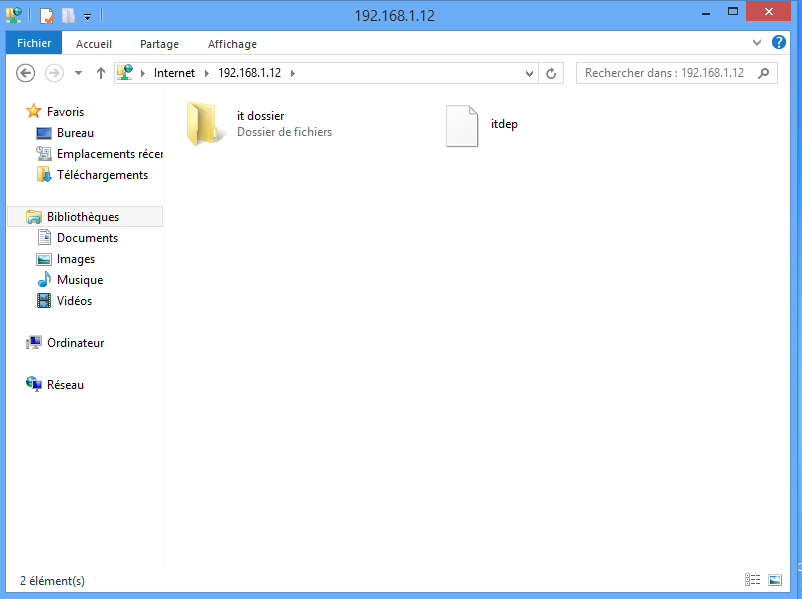 192.168.1.12
Fichier Accueil Partage Affichage
Internet 192.168.1.12 Rechercher dans : 192.168.1.12
Favoris
Bureau
Emplacements récer
Téléchargements
Bibliothèques
Documents
Images
Musique
Vidéos
Ordinateur
Réseau
it dossier
Dossier de fichiers
itdep
2 élément(s)